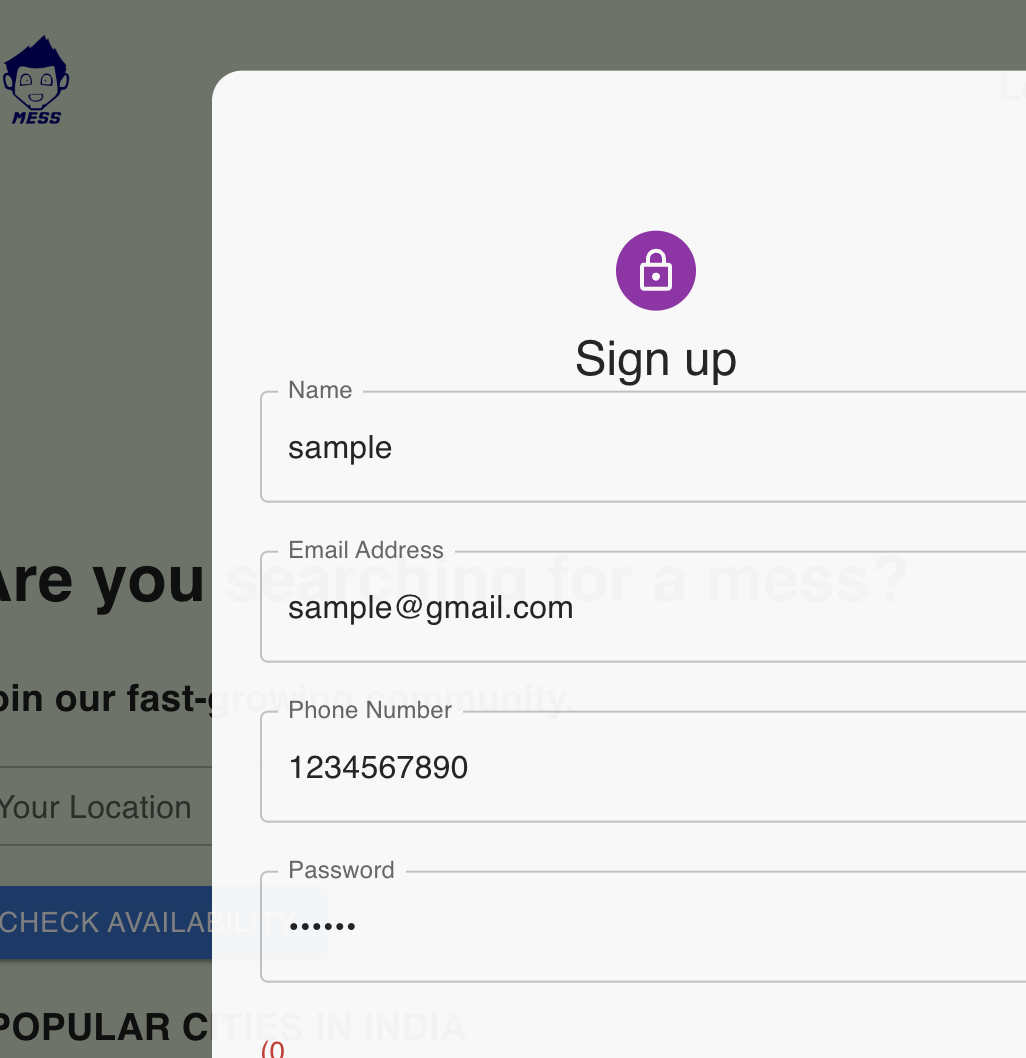 MESS
Sign up
Name
sample
Email Address
Are you searching for a mess?
sample@gmail.com
oin our fast-growing community.
Phone Number
1234567890
Your Location
Password
CHECK AVAILABILITY
••••••
POPULAR CITIES IN INDIA
(0